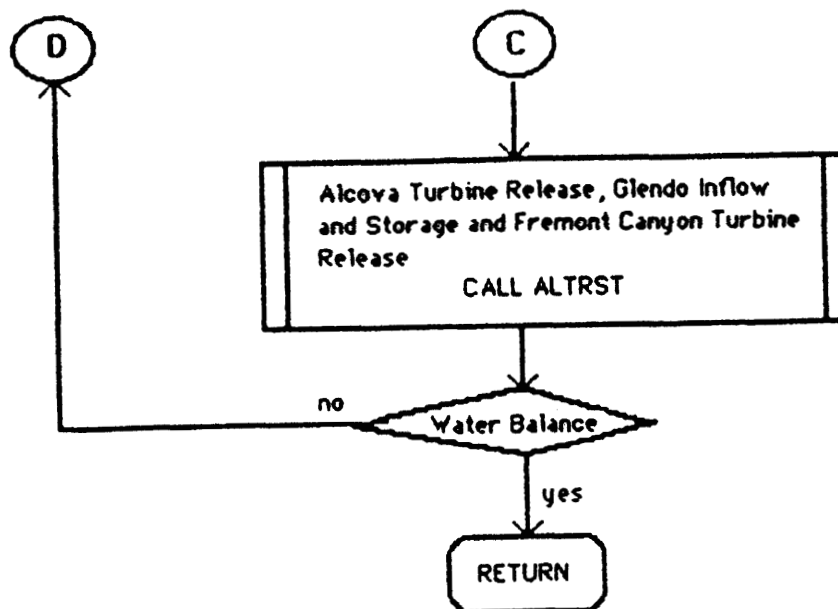 D
C
Alcova Turbine Release, Glendo Inflow
and Storage and Fremont Canyon Turbine
Release
CALL ALTRST
no
Water Balance
yes
RETURN